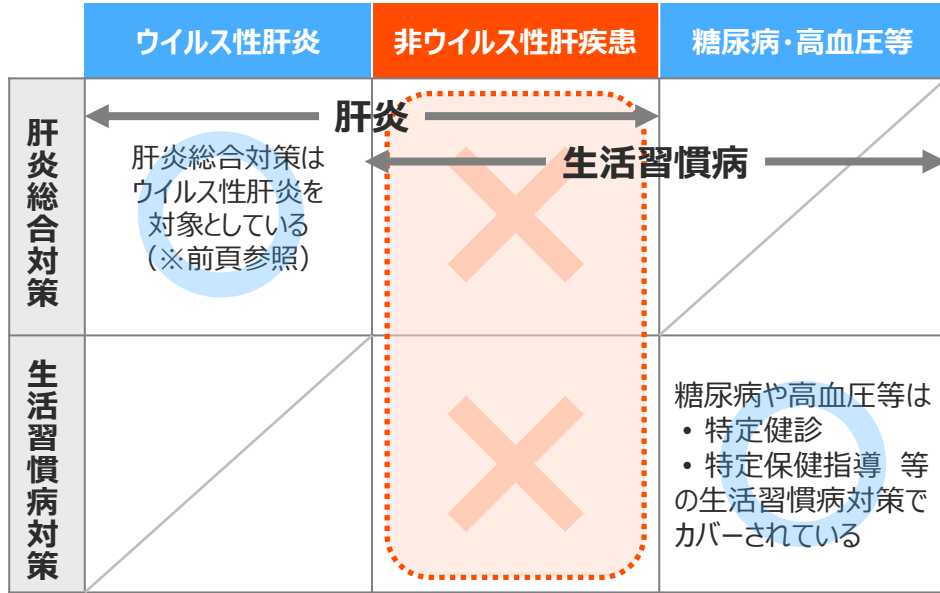 ウイルス性肝炎
非ウイルス性肝疾患
糖尿病・高血圧等
肝炎総合対策
肝炎
生活習慣病
肝炎総合対策は
ウイルス性肝炎を
対象としている
(※前頁参照)
生活習慣病対策
糖尿病や高血圧等は
• 特定健診
• 特定保健指導 等
の生活習慣病対策で
カバーされている